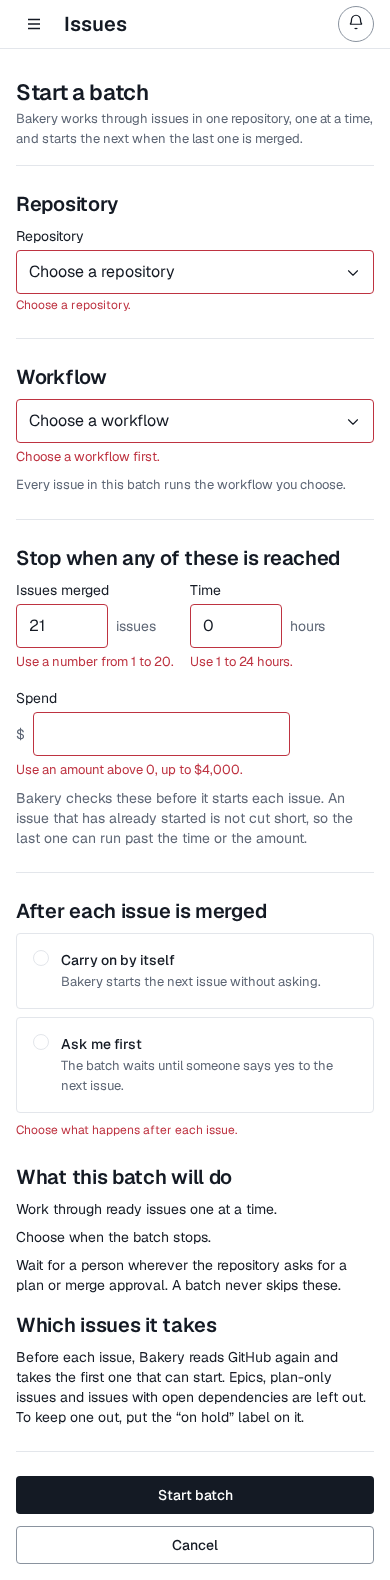 Issues
Start a batch
Bakery works through issues in one repository, one at a time,
and starts the next when the last one is merged.
Repository
Repository
Choose a repository
Choose a repository.
Workflow
Choose a workflow
Choose a workflow first.
Every issue in this batch runs the workflow you choose.
Stop when any of these is reached
Issues merged
21 issues
Use a number from 1 to 20.
Time
0 hours
Use 1 to 24 hours.
Spend
$
Use an amount above 0, up to $4,000.
Bakery checks these before it starts each issue. An
issue that has already started is not cut short, so the
last one can run past the time or the amount.
After each issue is merged
Carry on by itself
Bakery starts the next issue without asking.
Ask me first
The batch waits until someone says yes to the
next issue.
Choose what happens after each issue.
What this batch will do
Work through ready issues one at a time.
Choose when the batch stops.
Wait for a person wherever the repository asks for a
plan or merge approval. A batch never skips these.
Which issues it takes
Before each issue, Bakery reads GitHub again and
takes the first one that can start. Epics, plan-only
issues and issues with open dependencies are left out.
To keep one out, put the “on hold” label on it.
Start batch
Cancel